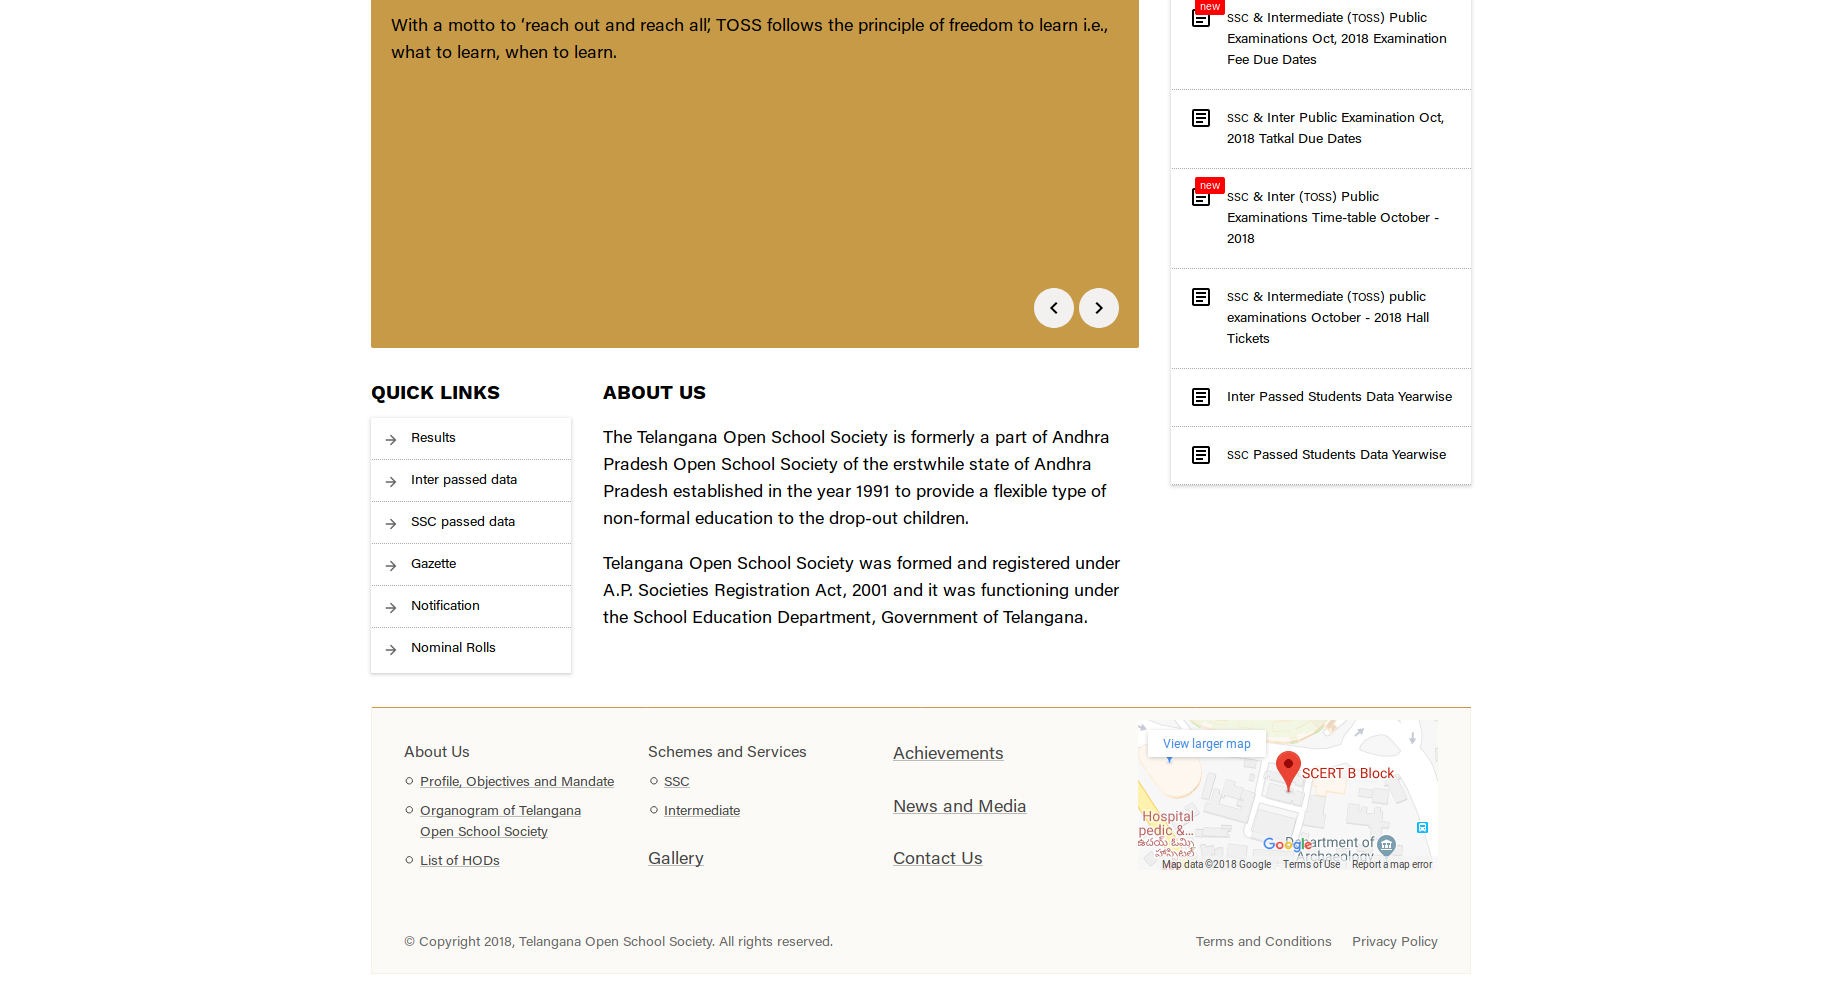 With a motto to ‘reach out and reach all’, TOSS follows the principle of freedom to learn i.e.,
what to learn, when to learn.
new
SSC & Intermediate (TOSS) Public
Examinations Oct, 2018 Examination
Fee Due Dates
SSC & Inter Public Examination Oct,
2018 Tatkal Due Dates
new
SSC & Inter (TOSS) Public
Examinations Time-table October -
2018
SSC & Intermediate (TOSS) public
examinations October - 2018 Hall
Tickets
Inter Passed Students Data Yearwise
SSC Passed Students Data Yearwise
QUICK LINKS
Results
Inter passed data
SSC passed data
Gazette
Notification
Nominal Rolls
ABOUT US
The Telangana Open School Society is formerly a part of Andhra
Pradesh Open School Society of the erstwhile state of Andhra
Pradesh established in the year 1991 to provide a flexible type of
non-formal education to the drop-out children.
Telangana Open School Society was formed and registered under
A.P. Societies Registration Act, 2001 and it was functioning under
the School Education Department, Government of Telangana.
About Us
Profile, Objectives and Mandate
Organogram of Telangana
Open School Society
List of HODs
Schemes and Services
SSC
Intermediate
Gallery
Achievements
News and Media
Contact Us
View larger map
SCERT B Block
Hospital
pedic &...
ఉదయ్ ఓమ్ని
హాస్పిటల్
Google
Department of
Archaeology
Map data ©2018 Google
Terms of Use
Report a map error
© Copyright 2018, Telangana Open School Society. All rights reserved.
Terms and Conditions
Privacy Policy